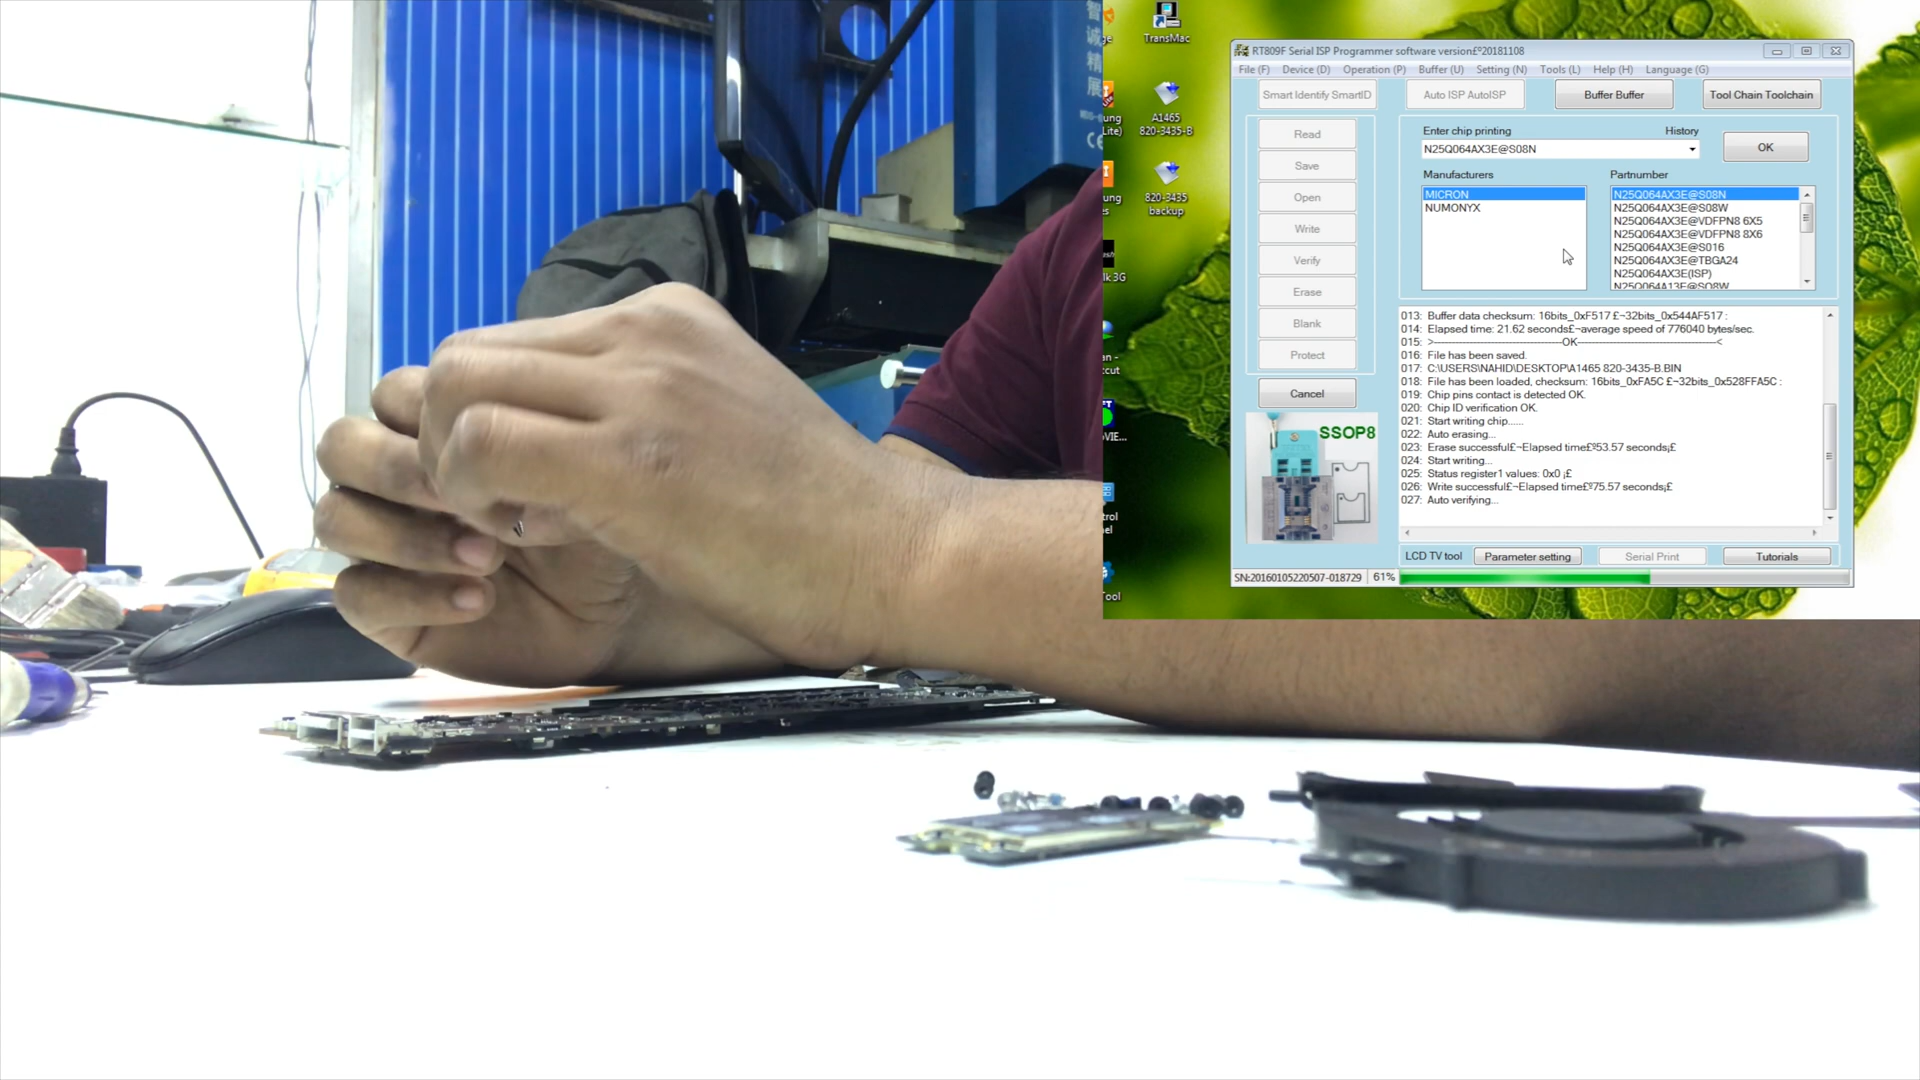 智
诚
精
展
CE
TransMac
A1465
820-3435-B
820-3435
backup
RT809F Serial ISP Programmer software version£º20181108
File (F) Device (D) Operation (P) Buffer (U) Setting (N) Tools (L) Help (H) Language (G)
Smart Identify SmartID Auto ISP AutoISP Buffer Buffer Tool Chain Toolchain
Read
Save
Open
Write
Verify
Erase
Blank
Protect
Cancel
SSOP8
Enter chip printing History
N25Q064AX3E@S08N OK
Manufacturers Partnumber
MICRON
NUMONYX
N25Q064AX3E@S08N
N25Q064AX3E@S08W
N25Q064AX3E@VDFPN8 6X5
N25Q064AX3E@VDFPN8 8X6
N25Q064AX3E@SO16
N25Q064AX3E@TBGA24
N25Q064AX3E(ISP)
N25Q064A13E@SO8W
013: Buffer data checksum: 16bits_0xF517 £¬32bits_0x544AF517 :
014: Elapsed time: 21.62 seconds£¬average speed of 776040 bytes/sec.
015: >----------------------------------OK------------------------------------<
016: File has been saved.
017: C:\USERS\NAHID\DESKTOP\A1465 820-3435-B.BIN
018: File has been loaded, checksum: 16bits_0xFA5C £¬32bits_0x528FFA5C :
019: Chip pins contact is detected OK.
020: Chip ID verification OK.
021: Start writing chip......
022: Auto erasing...
023: Erase successful£¬Elapsed time£º53.57 seconds¡£
024: Start writing...
025: Status register1 values: 0x0 ¡£
026: Write successful£¬Elapsed time£º75.57 seconds¡£
027: Auto verifying...
LCD TV tool Parameter setting Serial Print Tutorials
SN:20160105220507-018729 61%